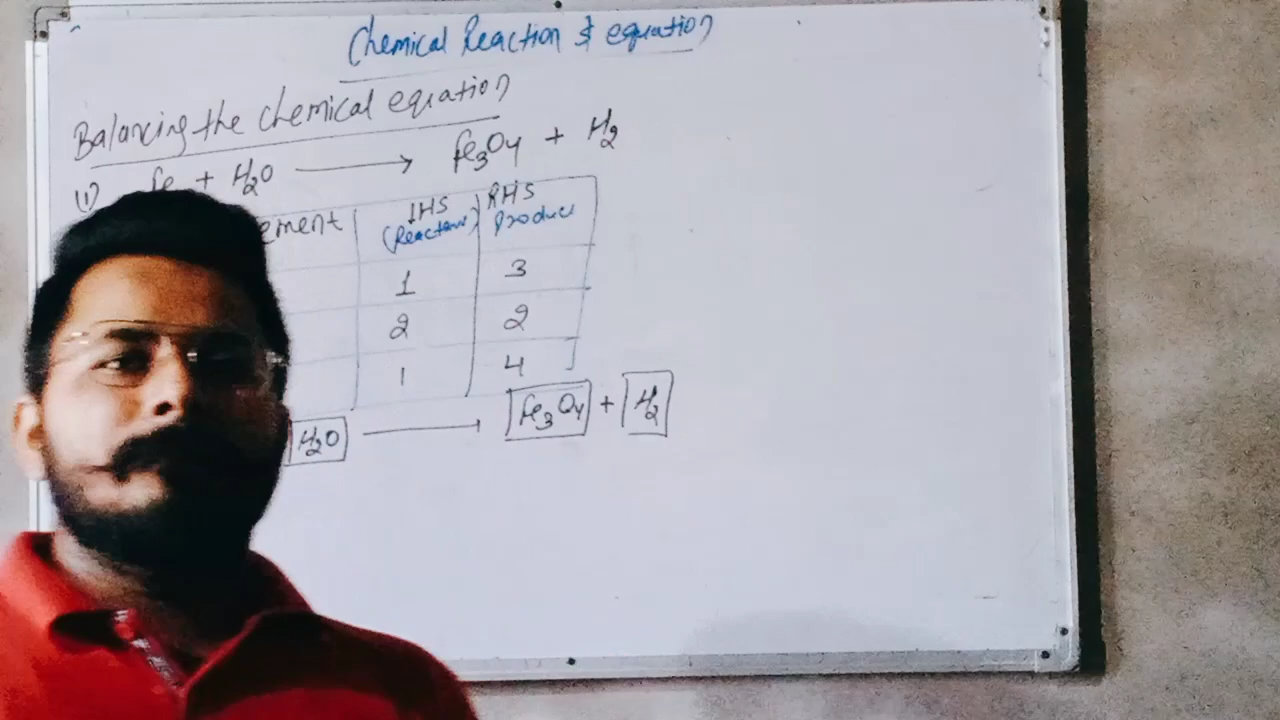 Chemical Reaction & equation
Balancing the chemical equation
(1) Fe + H2O → Fe3O4 + H2
ement LHS RHS
(Reactant) Product
1 3
2 2
1 4
H2O → Fe3O4 + H2